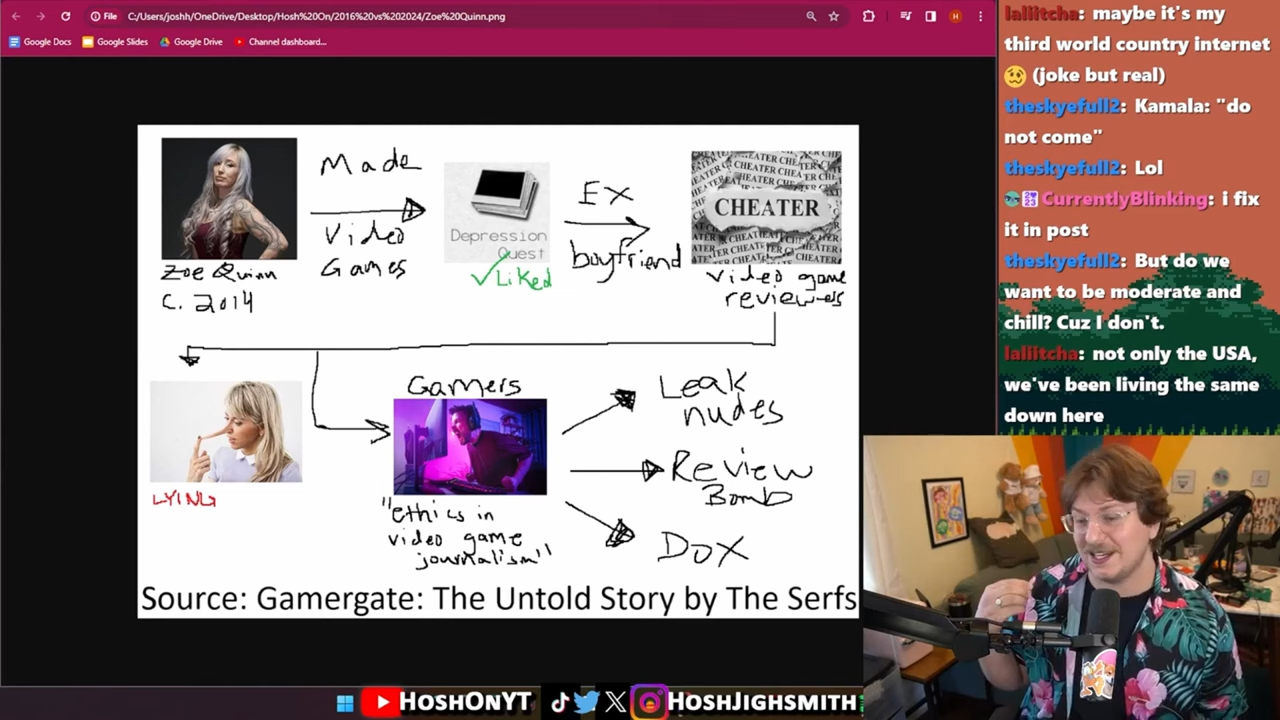 File
C:/Users/joshh/OneDrive/Desktop/Hosh%20On/2016%20vs%202024/Zoe%20Quinn.png
H
Google Docs
Google Slides
Google Drive
Channel dashboard...
Zoe Quinn
C. 2014
Made
Video
Games
Depression
Quest
✓Liked
Ex
boyfriend
CHEATER
video game
reviewers
LYING
Gamers
"ethics in
video game
journalism"
Leak
nudes
Review
Bomb
Dox
Source: Gamergate: The Untold Story by The Serfs
laliitcha: maybe it's my
third world country internet
🥴 (joke but real)
theskyefull2: Kamala: "do
not come"
theskyefull2: Lol
CurrentlyBlinking: i fix
it in post
theskyefull2: But do we
want to be moderate and
chill? Cuz I don't.
laliitcha: not only the USA,
we've been living the same
down here
HoshOnYT
HoshJighsmith